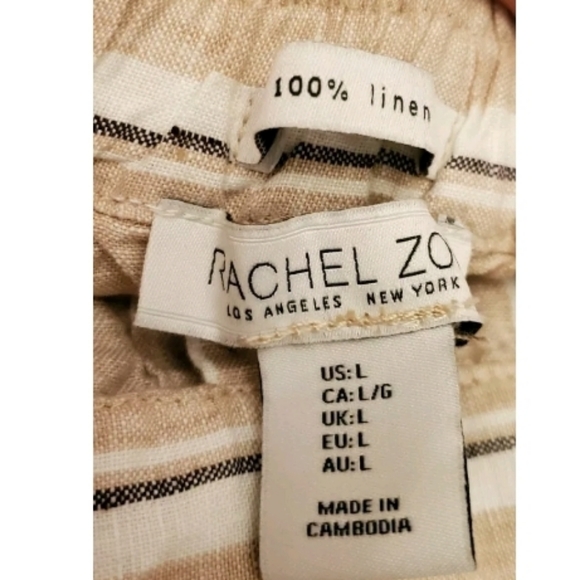 100% linen
RACHEL ZO
LOS ANGELES NEW YORK
US: L
CA: L/G
UK: L
EU: L
AU: L
MADE IN
CAMBODIA